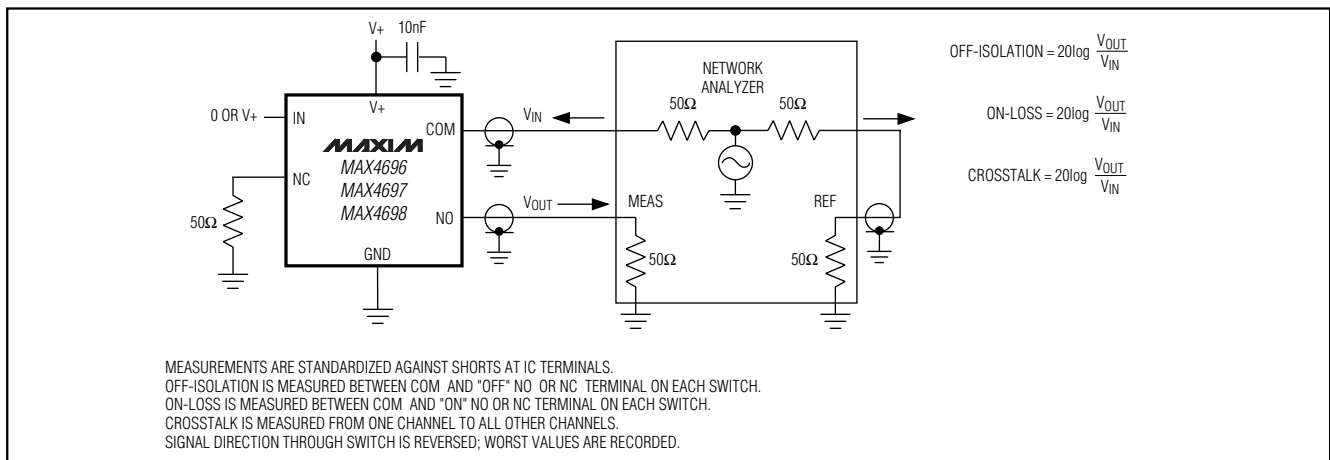 V+
10nF
V+
0 OR V+
IN
COM
MAXIM
MAX4696
MAX4697
MAX4698
NC
NO
GND
50Ω
VIN
VOUT
NETWORK
ANALYZER
50Ω
50Ω
MEAS
REF
50Ω
50Ω
OFF-ISOLATION = 20log VOUT
VIN
ON-LOSS = 20log VOUT
VIN
CROSSTALK = 20log VOUT
VIN
MEASUREMENTS ARE STANDARDIZED AGAINST SHORTS AT IC TERMINALS.
OFF-ISOLATION IS MEASURED BETWEEN COM AND "OFF" NO OR NC TERMINAL ON EACH SWITCH.
ON-LOSS IS MEASURED BETWEEN COM AND "ON" NO OR NC TERMINAL ON EACH SWITCH.
CROSSTALK IS MEASURED FROM ONE CHANNEL TO ALL OTHER CHANNELS.
SIGNAL DIRECTION THROUGH SWITCH IS REVERSED; WORST VALUES ARE RECORDED.